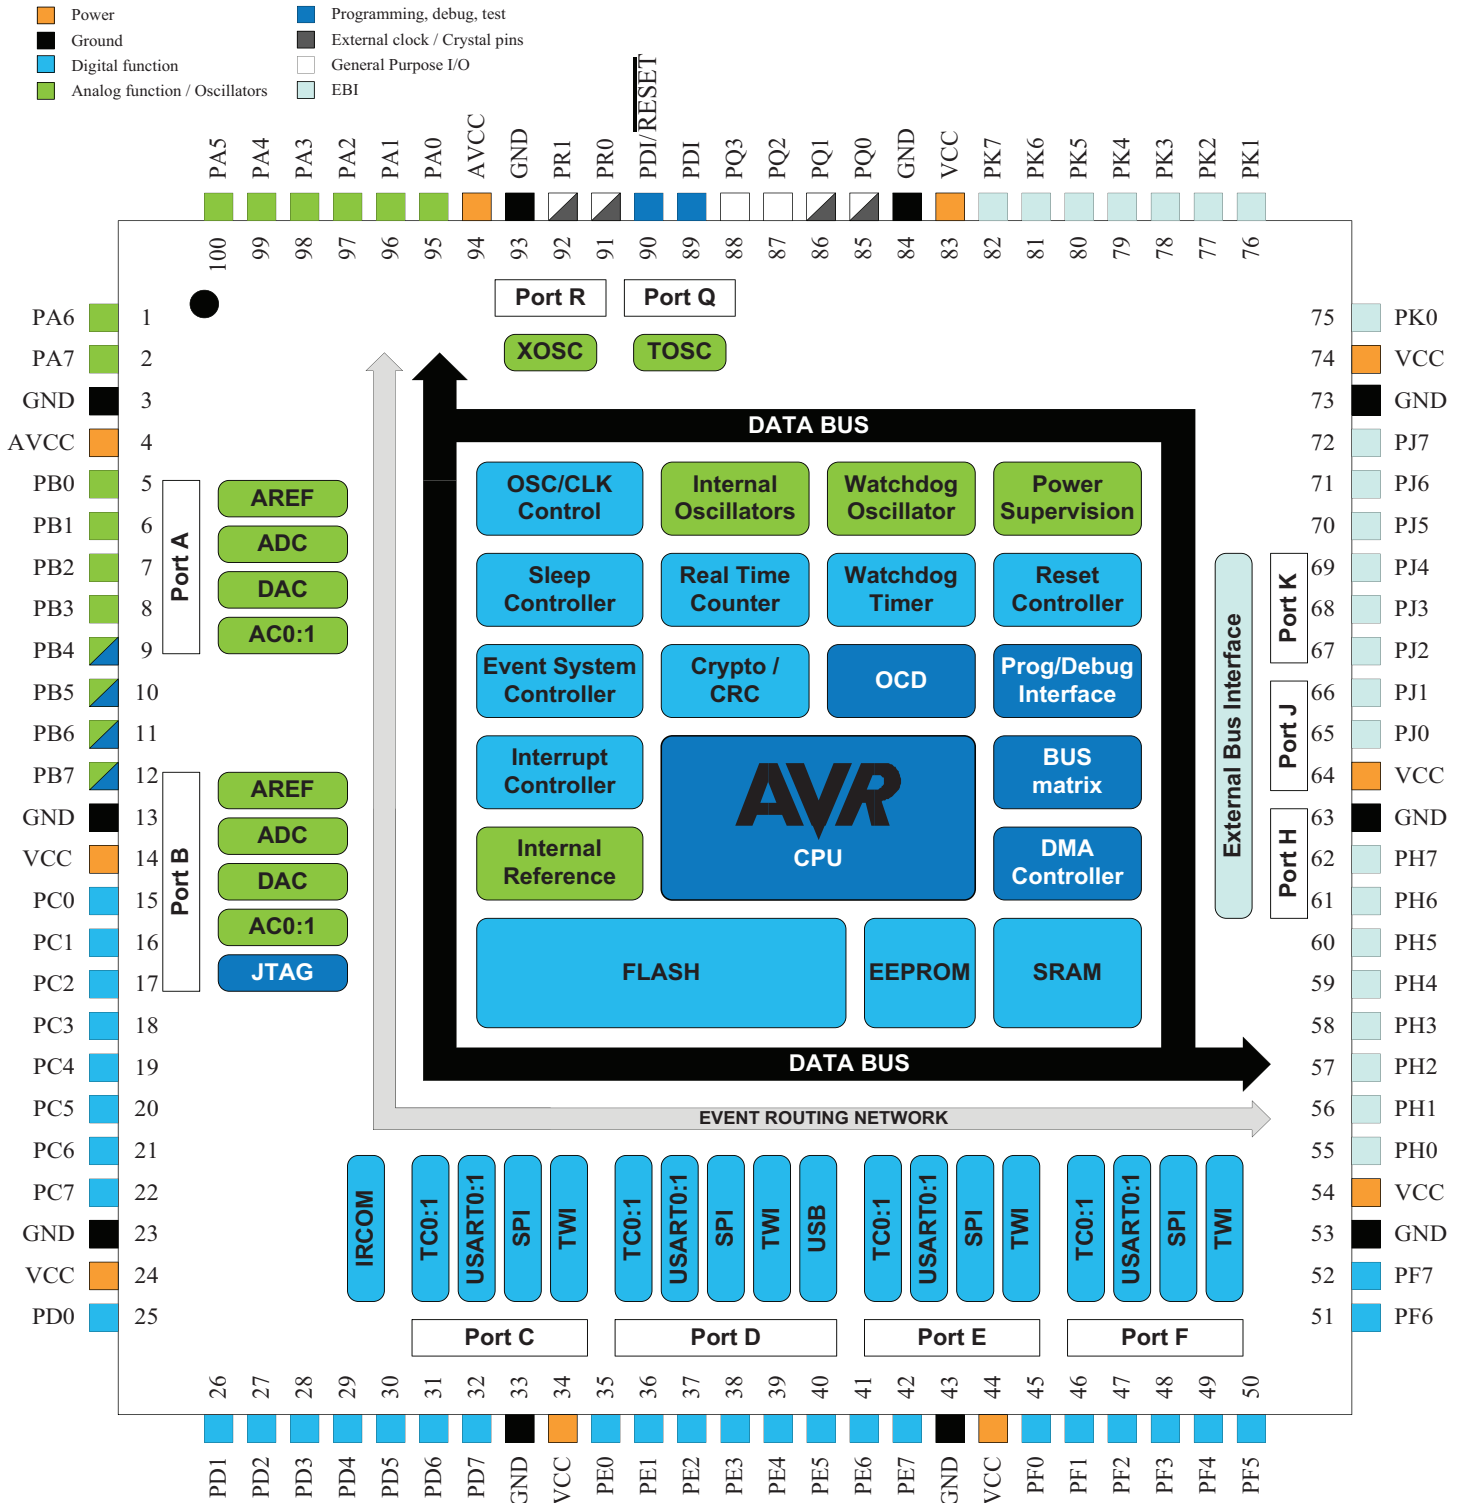 Power
Ground
Digital function
Analog function / Oscillators
Programming, debug, test
External clock / Crystal pins
General Purpose I/O
EBI
PA5
PA4
PA3
PA2
PA1
PA0
AVCC
GND
PR1
PR0
PDI/RESET
PDI
PQ3
PQ2
PQ1
PQ0
GND
VCC
PK7
PK6
PK5
PK4
PK3
PK2
PK1
100
99
98
97
96
95
94
93
92
91
90
89
88
87
86
85
84
83
82
81
80
79
78
77
76
PA6 1
PA7 2
GND 3
AVCC 4
PB0 5
PB1 6
PB2 7
PB3 8
PB4 9
PB5 10
PB6 11
PB7 12
GND 13
VCC 14
PC0 15
PC1 16
PC2 17
PC3 18
PC4 19
PC5 20
PC6 21
PC7 22
GND 23
VCC 24
PD0 25
Port R
Port Q
XOSC
TOSC
Port A
AREF
ADC
DAC
AC0:1
Port B
AREF
ADC
DAC
AC0:1
JTAG
DATA BUS
OSC/CLK
Control
Internal
Oscillators
Watchdog
Oscillator
Power
Supervision
Sleep
Controller
Real Time
Counter
Watchdog
Timer
Reset
Controller
Event System
Controller
Crypto /
CRC
OCD
Prog/Debug
Interface
Interrupt
Controller
AVR
CPU
BUS
matrix
Internal
Reference
DMA
Controller
FLASH
EEPROM
SRAM
DATA BUS
EVENT ROUTING NETWORK
External Bus Interface
Port K
Port J
Port H
75 PK0
74 VCC
73 GND
72 PJ7
71 PJ6
70 PJ5
69 PJ4
68 PJ3
67 PJ2
66 PJ1
65 PJ0
64 VCC
63 GND
62 PH7
61 PH6
60 PH5
59 PH4
58 PH3
57 PH2
56 PH1
55 PH0
54 VCC
53 GND
52 PF7
51 PF6
IRCOM
TC0:1
USART0:1
SPI
TWI
TC0:1
USART0:1
SPI
TWI
USB
TC0:1
USART0:1
SPI
TWI
TC0:1
USART0:1
SPI
TWI
Port C
Port D
Port E
Port F
26
27
28
29
30
31
32
33
34
35
36
37
38
39
40
41
42
43
44
45
46
47
48
49
50
PD1
PD2
PD3
PD4
PD5
PD6
PD7
GND
VCC
PE0
PE1
PE2
PE3
PE4
PE5
PE6
PE7
GND
VCC
PF0
PF1
PF2
PF3
PF4
PF5